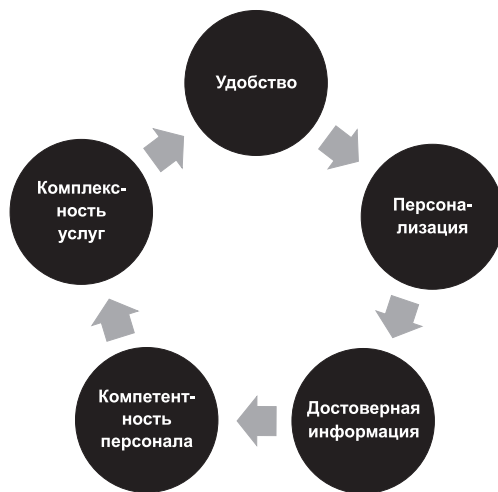 Удобство
Персона-
лизация
Достоверная
информация
Компетент-
ность
персонала
Комплекс-
ность
услуг